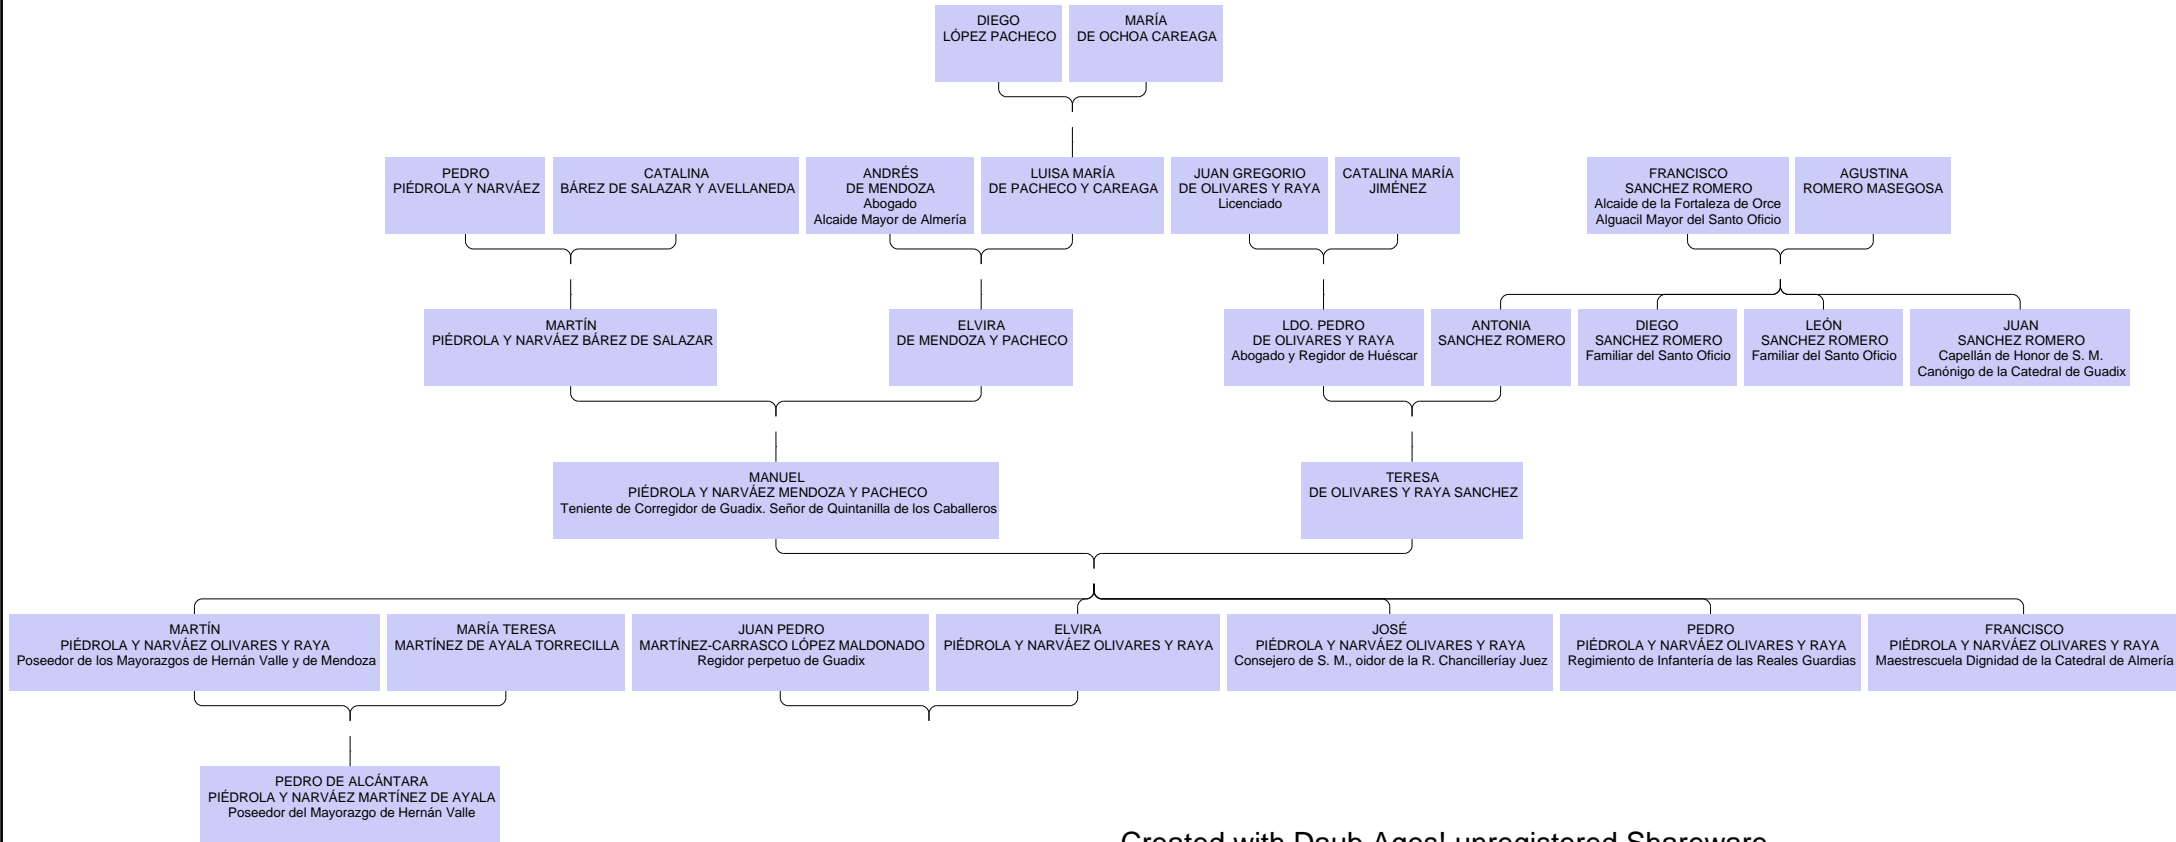 DIEGO
LÓPEZ PACHECO
MARÍA
DE OCHOA CAREAGA
PEDRO
PIÉDROLA Y NARVÁEZ
CATALINA
BÁREZ DE SALAZAR Y AVELLANEDA
ANDRÉS
DE MENDOZA
Abogado
Alcaide Mayor de Almería
LUISA MARÍA
DE PACHECO Y CAREAGA
JUAN GREGORIO
DE OLIVARES Y RAYA
Licenciado
CATALINA MARÍA
JIMÉNEZ
FRANCISCO
SANCHEZ ROMERO
Alcaide de la Fortaleza de Orce
Alguacil Mayor del Santo Oficio
AGUSTINA
ROMERO MASEGOSA
MARTÍN
PIÉDROLA Y NARVÁEZ BÁREZ DE SALAZAR
ELVIRA
DE MENDOZA Y PACHECO
LDO. PEDRO
DE OLIVARES Y RAYA
Abogado y Regidor de Huéscar
ANTONIA
SANCHEZ ROMERO
DIEGO
SANCHEZ ROMERO
Familiar del Santo Oficio
LEÓN
SANCHEZ ROMERO
Familiar del Santo Oficio
JUAN
SANCHEZ ROMERO
Capellán de Honor de S. M.
Canónigo de la Catedral de Guadix
MANUEL
PIÉDROLA Y NARVÁEZ MENDOZA Y PACHECO
Teniente de Corregidor de Guadix. Señor de Quintanilla de los Caballeros
TERESA
DE OLIVARES Y RAYA SANCHEZ
MARTÍN
PIÉDROLA Y NARVÁEZ OLIVARES Y RAYA
Poseedor de los Mayorazgos de Hernán Valle y de Mendoza
MARÍA TERESA
MARTÍNEZ DE AYALA TORRECILLA
JUAN PEDRO
MARTÍNEZ-CARRASCO LÓPEZ MALDONADO
Regidor perpetuo de Guadix
ELVIRA
PIÉDROLA Y NARVÁEZ OLIVARES Y RAYA
JOSÉ
PIÉDROLA Y NARVÁEZ OLIVARES Y RAYA
Consejero de S. M., oidor de la R. Chancilleríay Juez
PEDRO
PIÉDROLA Y NARVÁEZ OLIVARES Y RAYA
Regimiento de Infantería de las Reales Guardias
FRANCISCO
PIÉDROLA Y NARVÁEZ OLIVARES Y RAYA
Maestrescuela Dignidad de la Catedral de Almería
PEDRO DE ALCÁNTARA
PIÉDROLA Y NARVÁEZ MARTÍNEZ DE AYALA
Poseedor del Mayorazgo de Hernán Valle
Created with Daub Ages! unregistered Shareware